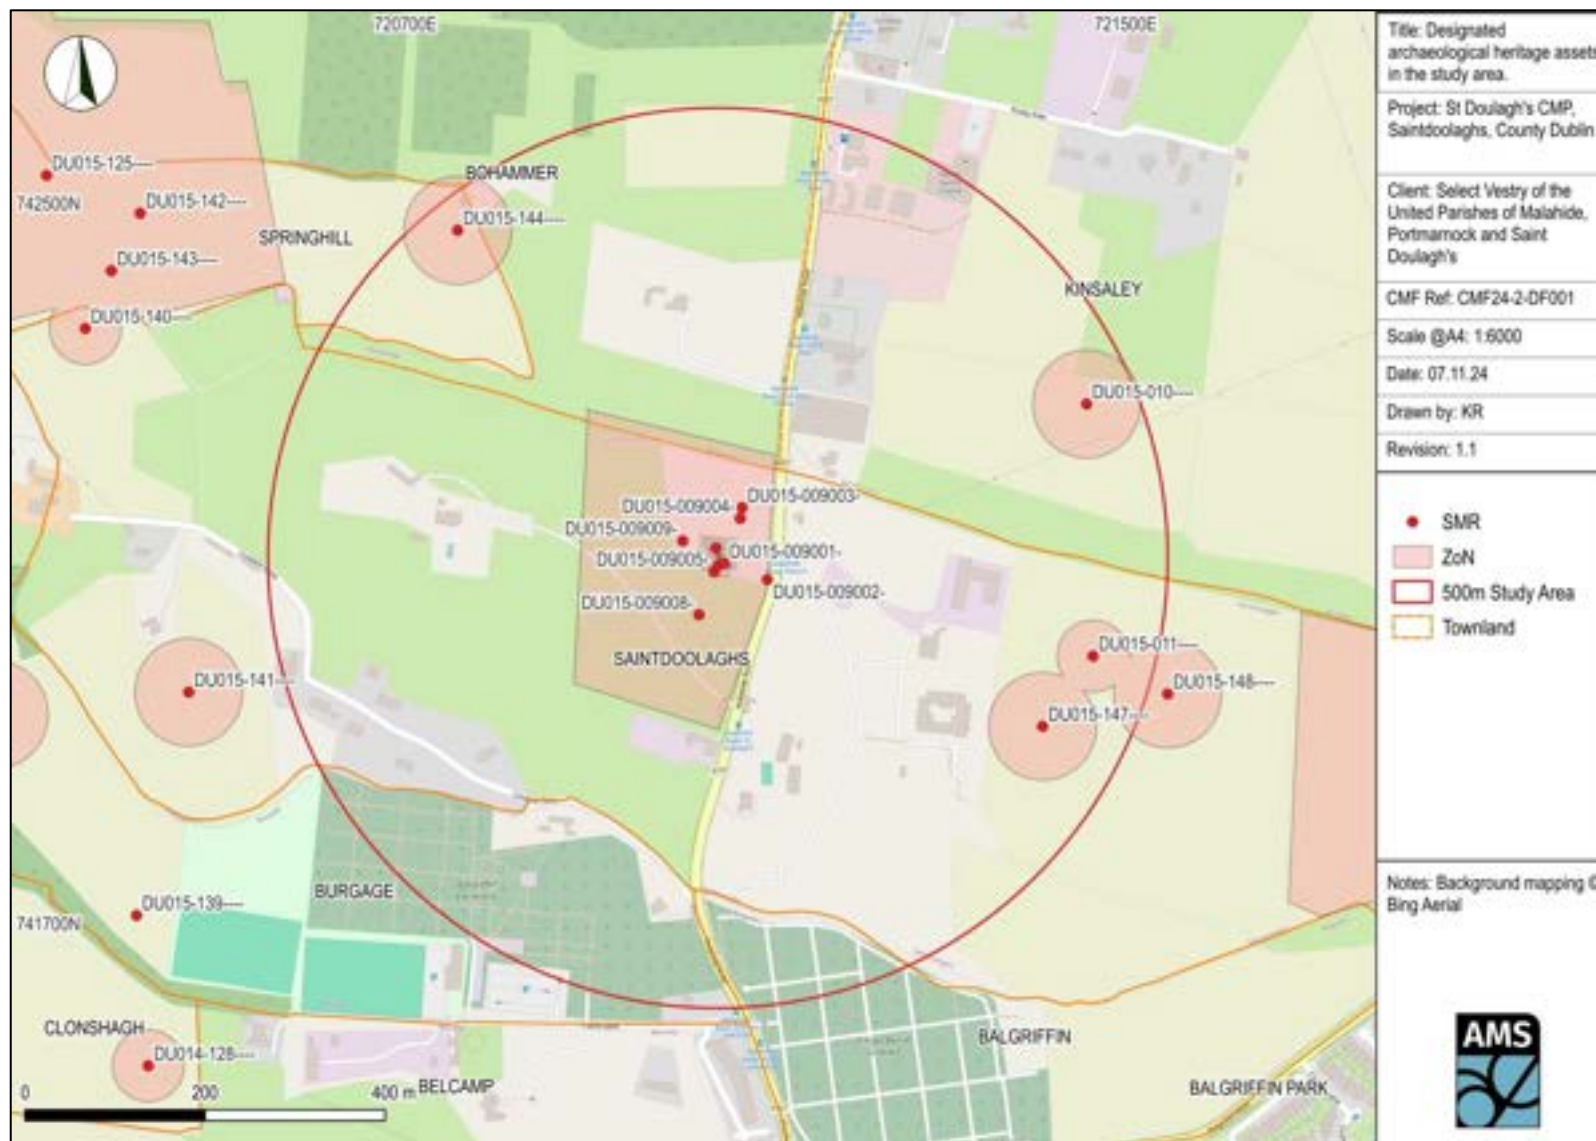 720700E
721500E
DU015-125----
BOHAMMER
DU015-142----
742500N
DU015-144----
SPRINGHILL
DU015-143----
KINSALEY
DU015-140----
DU015-010----
DU015-009003-
DU015-009004-
DU015-009009-
DU015-009001-
DU015-009005-
DU015-009002-
DU015-009008-
SAINTDOOLAGHS
DU015-011----
DU015-141----
DU015-148----
DU015-147----
BURGAGE
DU015-139----
741700N
CLONSHAGH
BALGRIFFIN
DU014-128----
BELCAMP
BALGRIFFIN PARK
0 200 400 m
Title: Designated
archaeological heritage assets
in the study area.
Project: St Doulagh's CMP,
Saintdoolaghs, County Dublin
Client: Select Vestry of the
United Parishes of Malahide,
Portmarnock and Saint
Doulagh's
CMF Ref: CMF24-2-DF001
Scale @A4: 1:6000
Date: 07.11.24
Drawn by: KR
Revision: 1.1
SMR
ZoN
500m Study Area
Townland
Notes: Background mapping ©
Bing Aerial
AMS